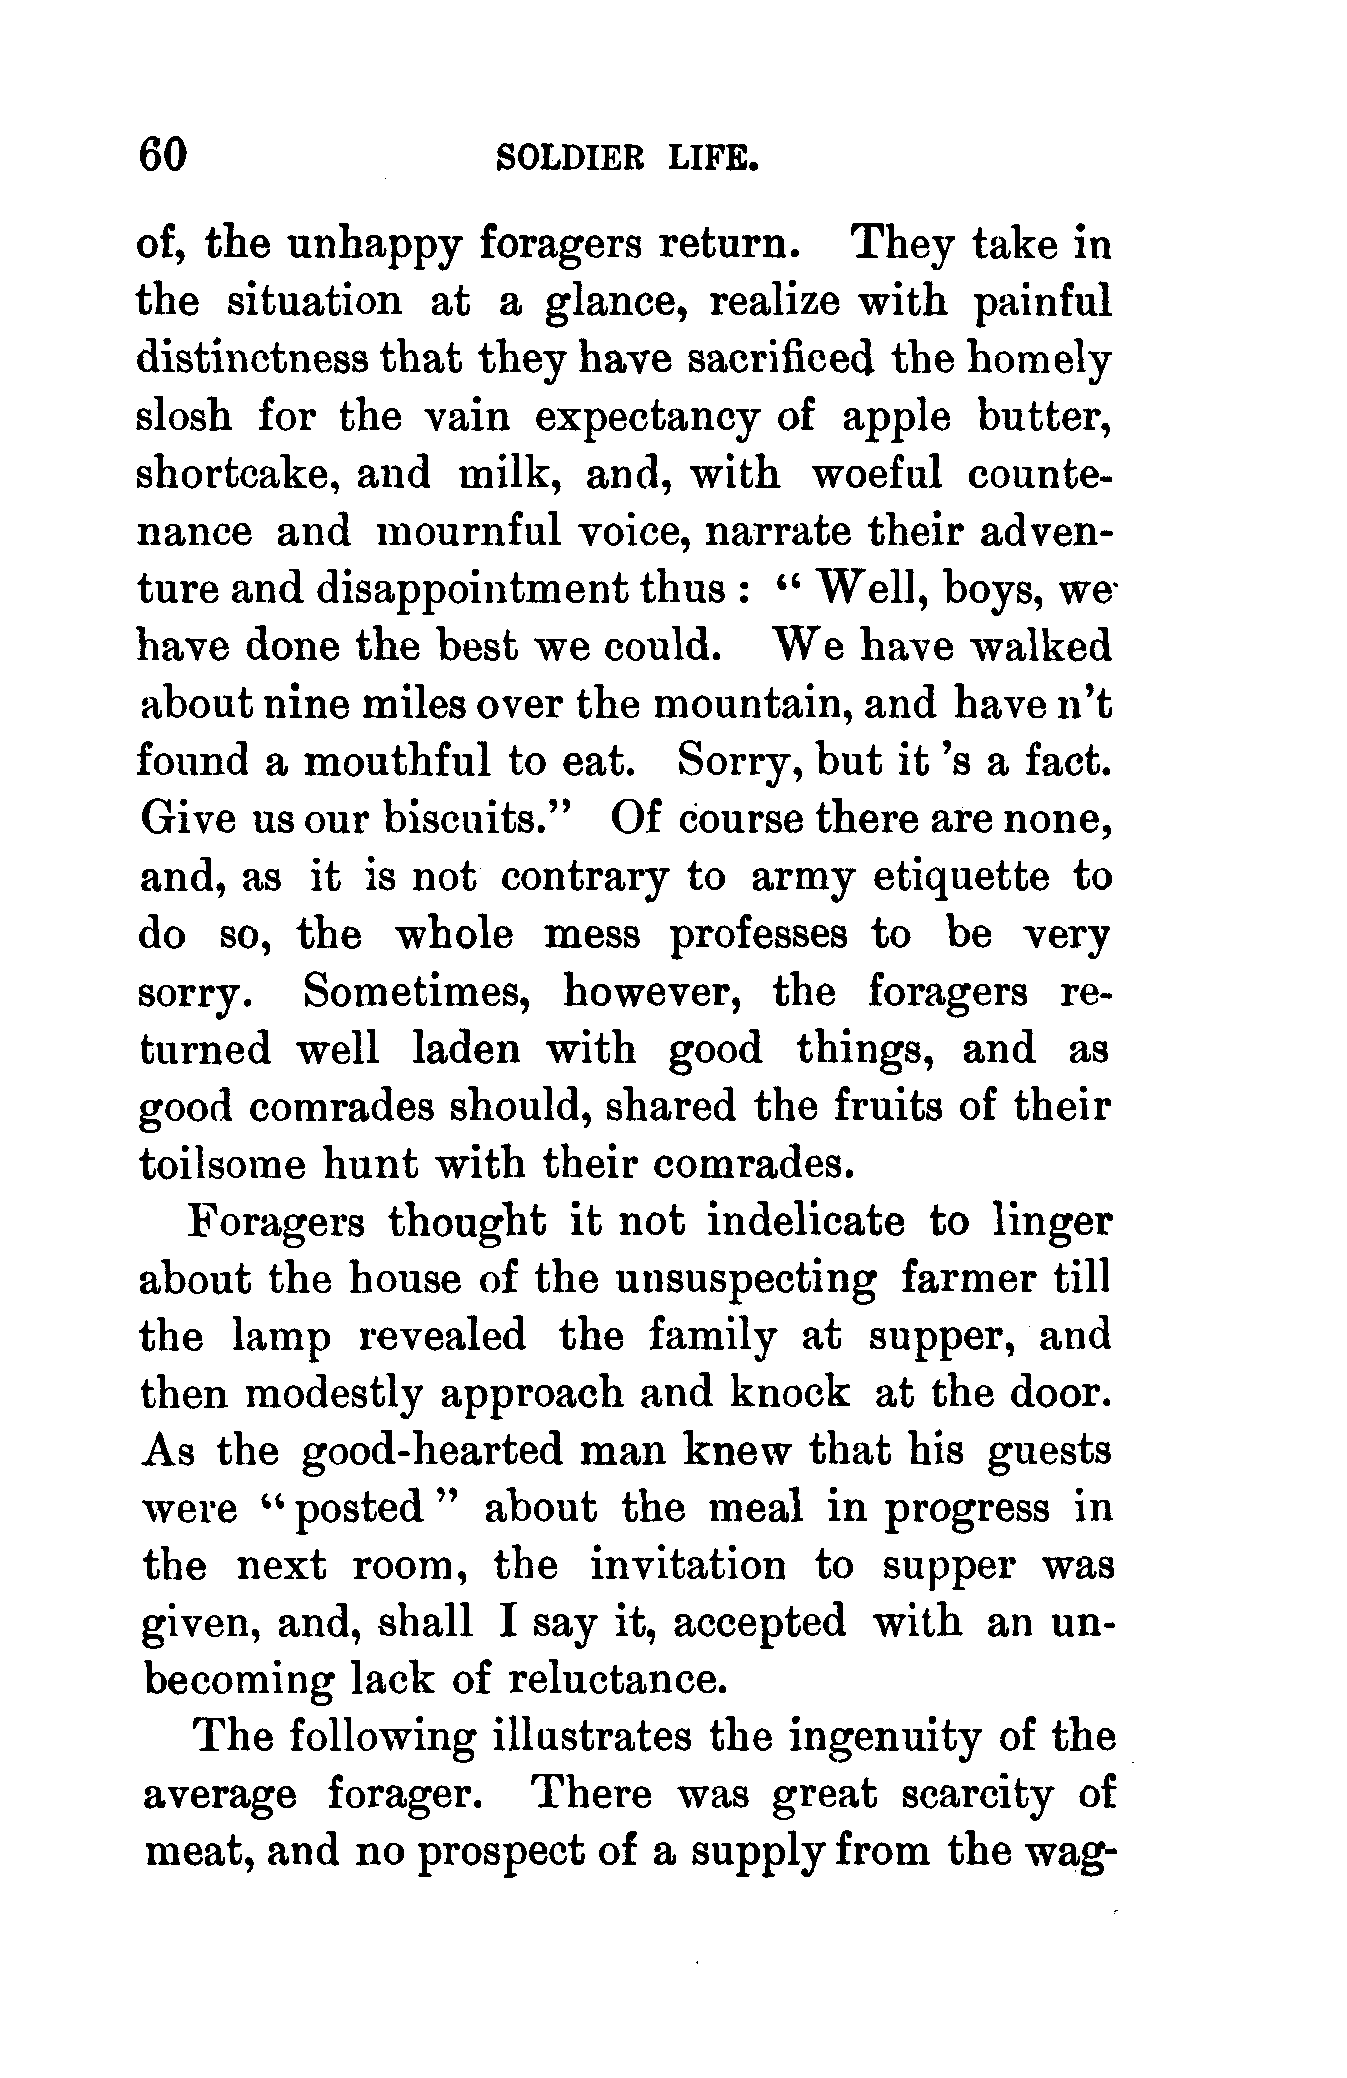 60 SOLDIER LIFE.
of, the unhappy foragers return. They take in
the situation at a glance, realize with painful
distinctness that they have sacrificed the homely
slosh for the vain expectancy of apple butter,
shortcake, and milk, and, with woeful counte-
nance and mournful voice, narrate their adven-
ture and disappointment thus : “ Well, boys, we
have done the best we could. We have walked
about nine miles over the mountain, and have n’t
found a mouthful to eat. Sorry, but it ’s a fact.
Give us our biscuits.” Of course there are none,
and, as it is not contrary to army etiquette to
do so, the whole mess professes to be very
sorry. Sometimes, however, the foragers re-
turned well laden with good things, and as
good comrades should, shared the fruits of their
toilsome hunt with their comrades.
Foragers thought it not indelicate to linger
about the house of the unsuspecting farmer till
the lamp revealed the family at supper, and
then modestly approach and knock at the door.
As the good-hearted man knew that his guests
were “ posted ” about the meal in progress in
the next room, the invitation to supper was
given, and, shall I say it, accepted with an un-
becoming lack of reluctance.
The following illustrates the ingenuity of the
average forager. There was great scarcity of
meat, and no prospect of a supply from the wag-